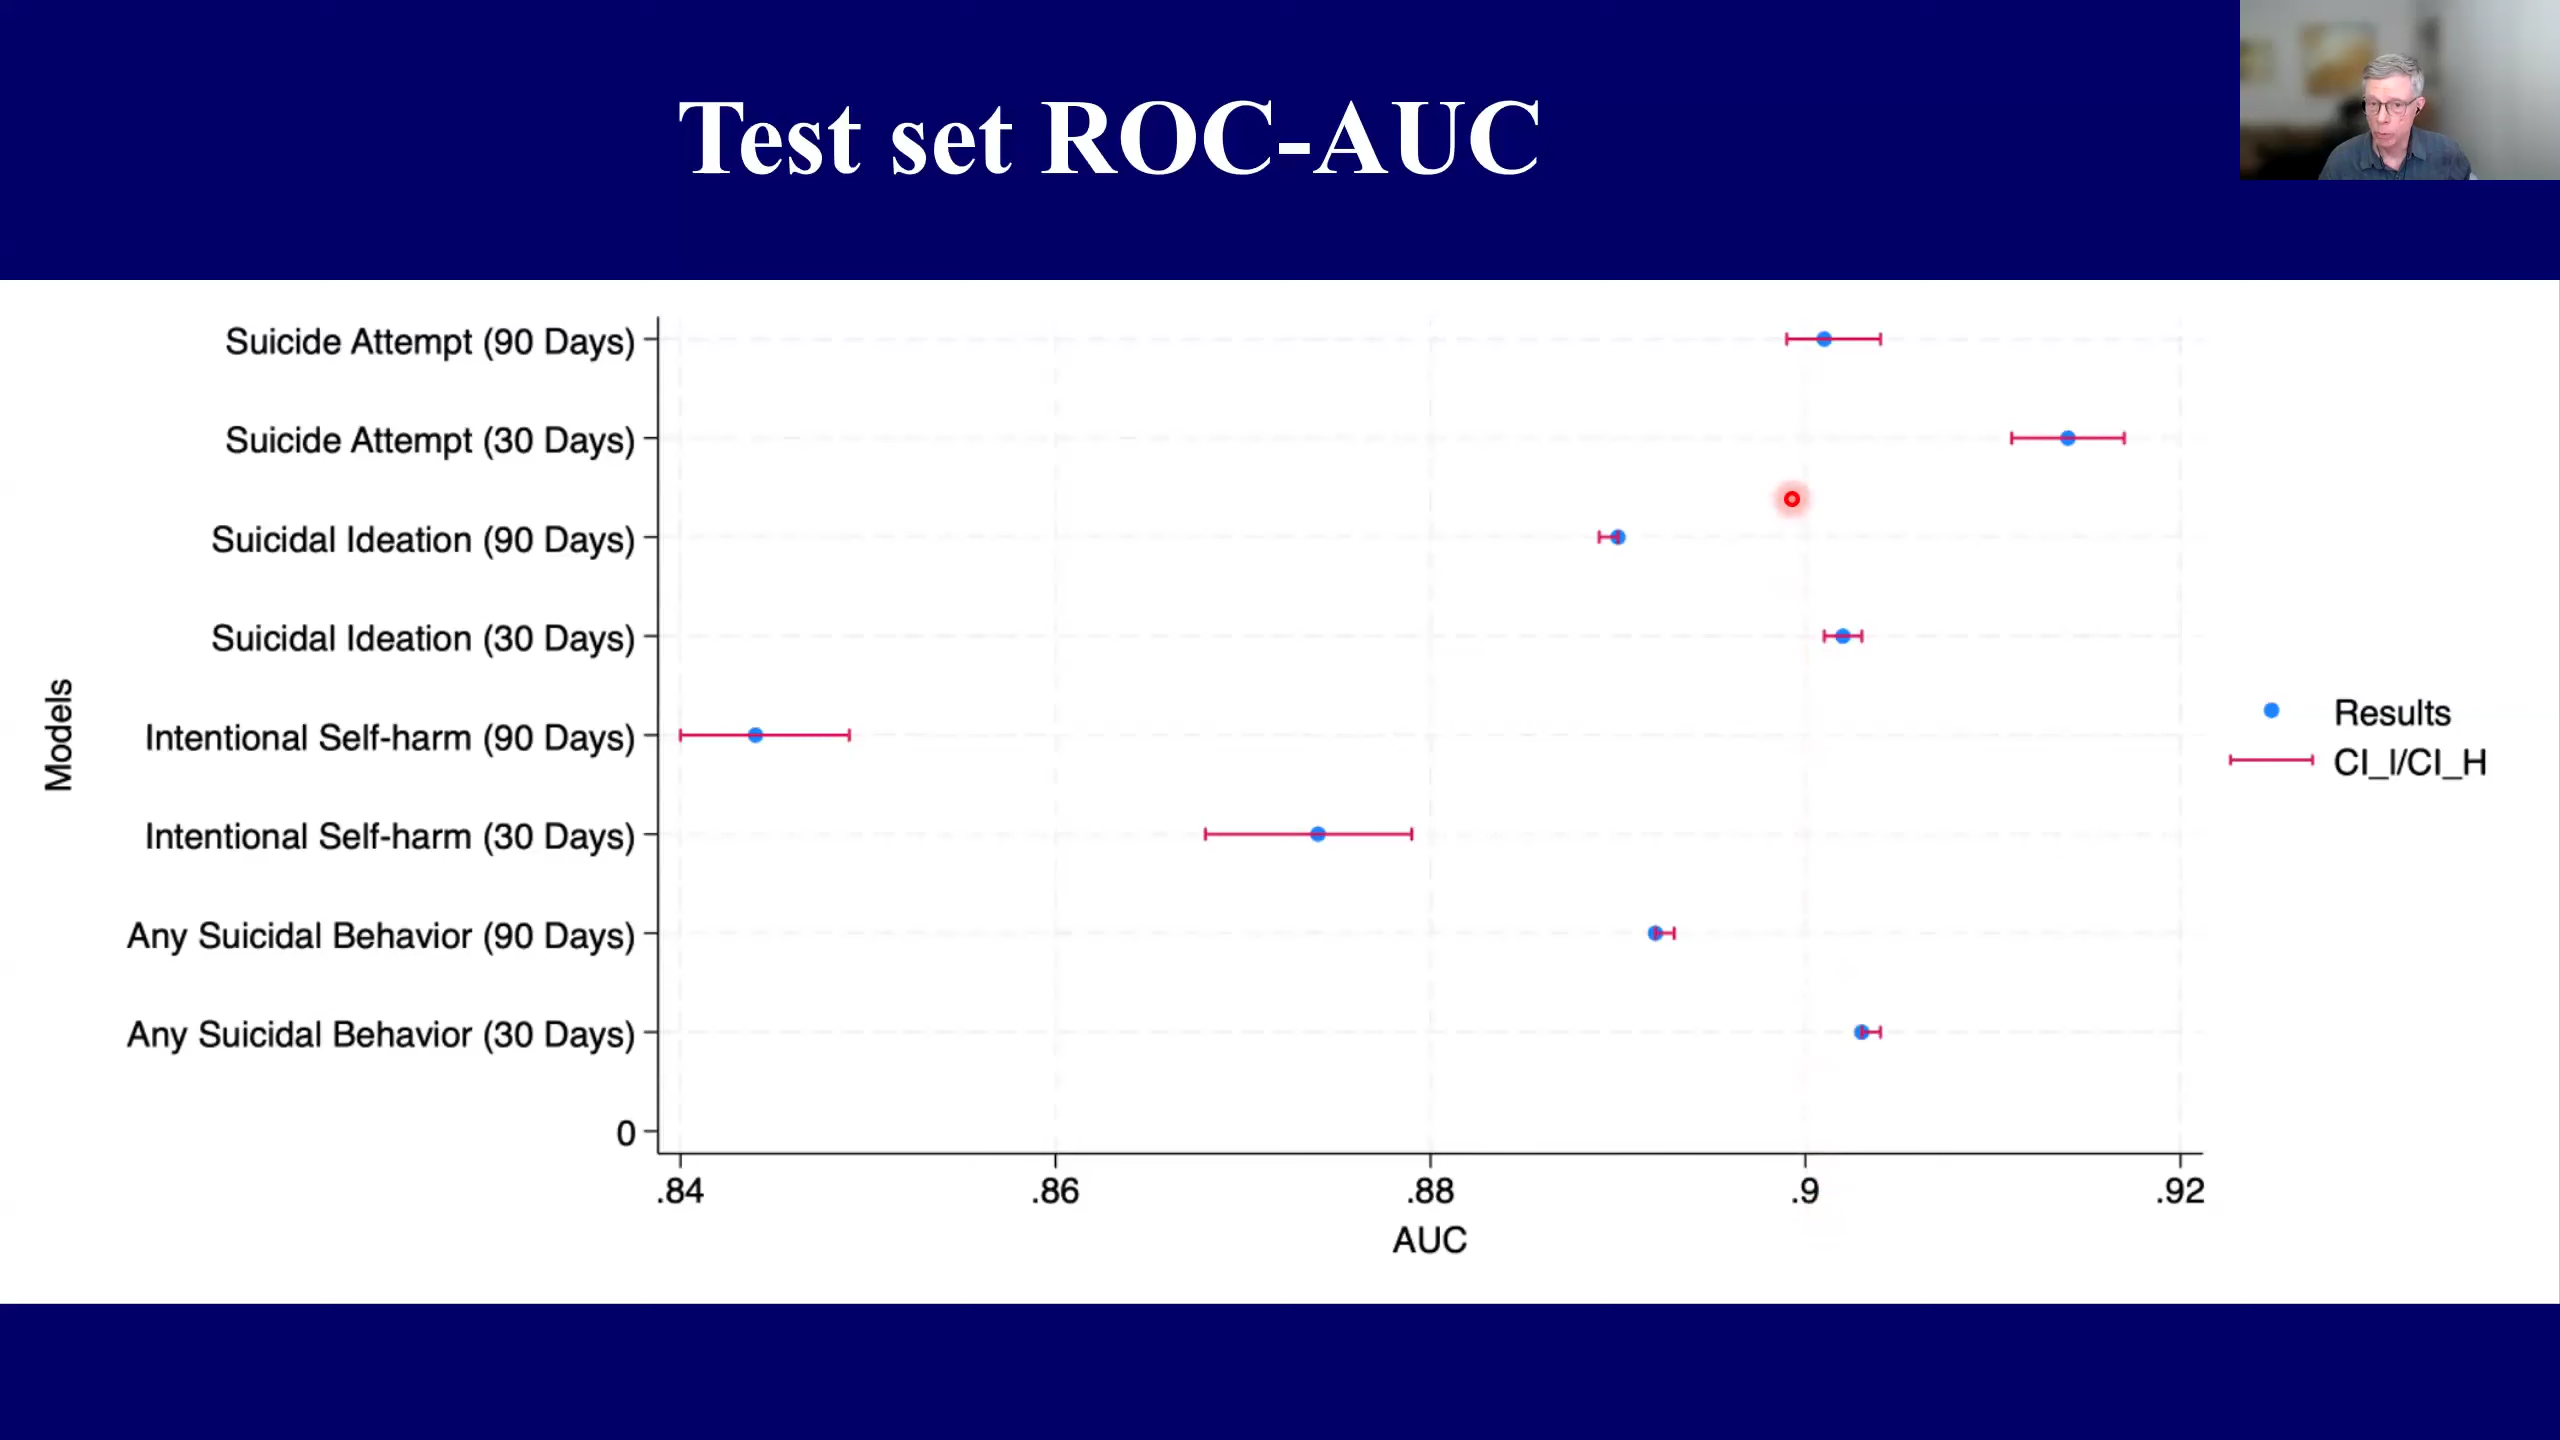 Test set ROC-AUC
Suicide Attempt (90 Days)
Suicide Attempt (30 Days)
Suicidal Ideation (90 Days)
Suicidal Ideation (30 Days)
Intentional Self-harm (90 Days)
Intentional Self-harm (30 Days)
Any Suicidal Behavior (90 Days)
Any Suicidal Behavior (30 Days)
0
Models
.84 .86 .88 .9 .92
AUC
Results
CI_l/CI_H